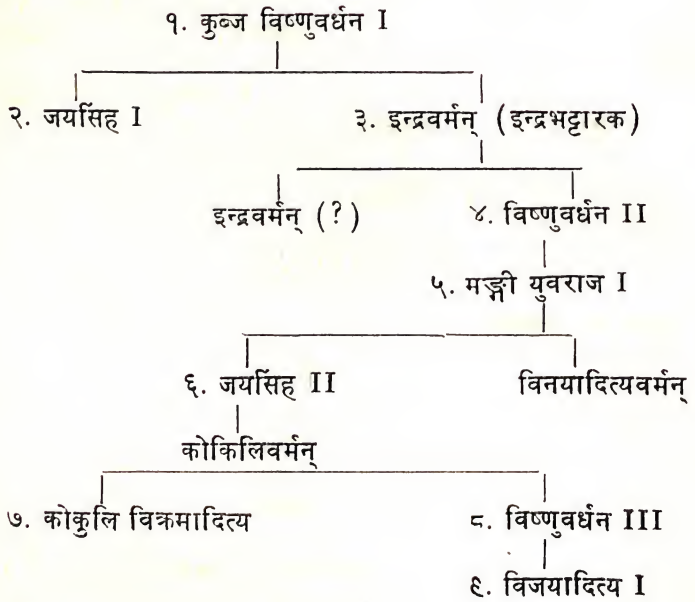 १. कुब्ज विष्णुवर्धन I
२. जयसिंह I ३. इन्द्रवर्मन् (इन्द्रभट्टारक)
इन्द्रवर्मन् (?) ४. विष्णुवर्धन II
५. मङ्गी युवराज I
६. जयसिंह II विनयादित्यवर्मन्
कोकिलिवर्मन्
७. कोकुलि विक्रमादित्य ८. विष्णुवर्धन III
९. विजयादित्य I